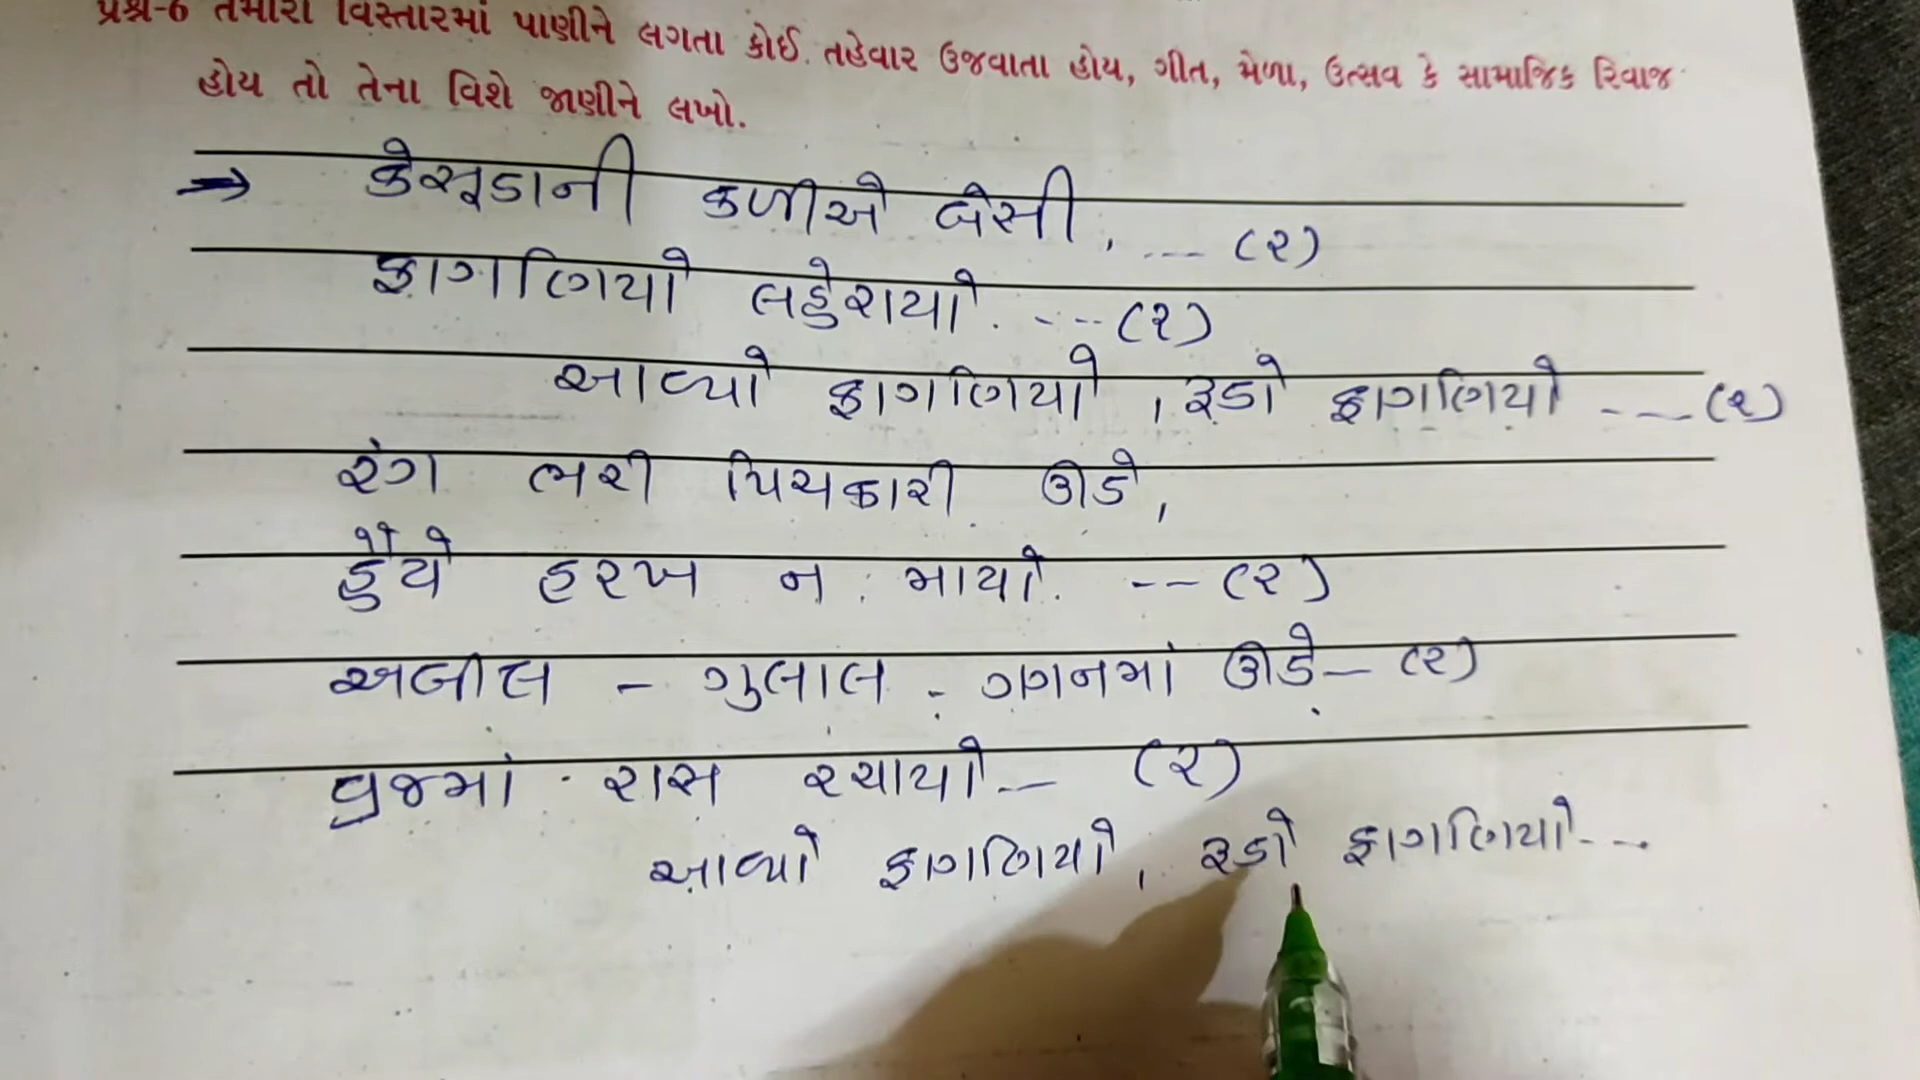 પ્રશ્ન-6 તમારા વિસ્તારમાં પાણીને લગતા કોઈ તહેવાર ઉજવાતા હોય, ગીત, મેળા, ઉત્સવ કે સામાજિક રિવાજ
હોય તો તેના વિશે જાણીને લખો.
→ કેસૂડાની કળીએ બેસી, --- (૨)
ફાગણિયો લહેરાયો. --- (૨)
આવ્યો ફાગણિયો, રૂડો ફાગણિયો --- (૨)
રંગ ભરી પિચકારી ઊડે,
હૈયે હરખ ન માયો. -- (૨)
અબીલ - ગુલાલ ગગનમાં ઊડે – (૨)
વ્રજમાં રાસ રચાયો – (૨)
આવ્યો ફાગણિયો, રૂડો ફાગણિયો---